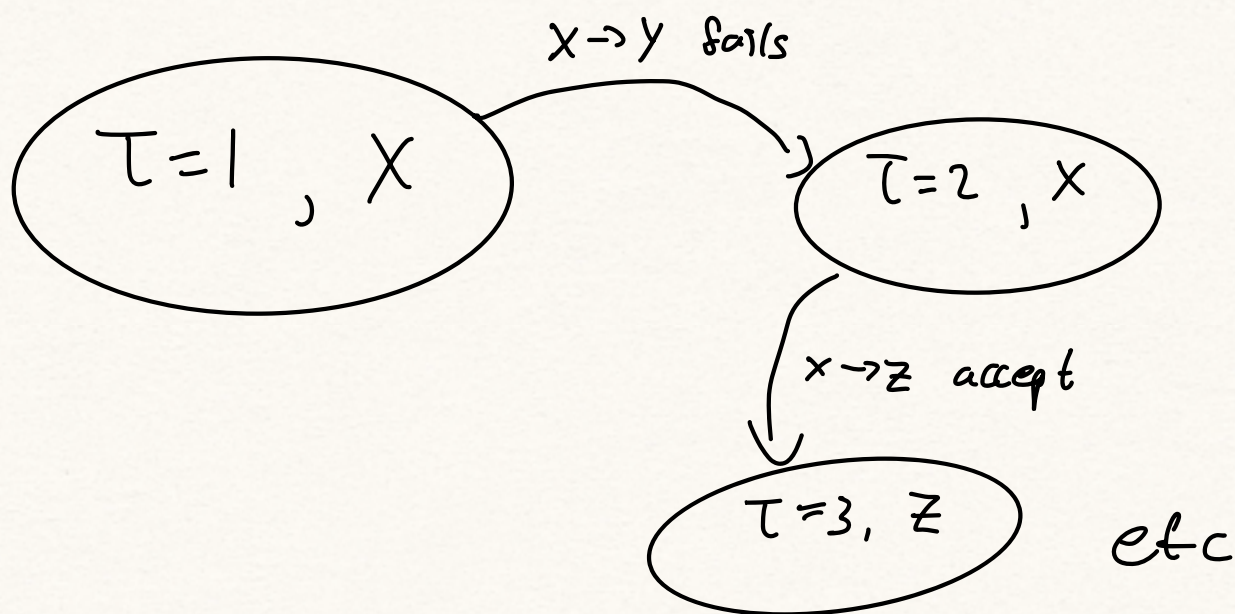 X → Y fails
τ=1, X
τ=2, X
x → z accept
τ=3, z
etc